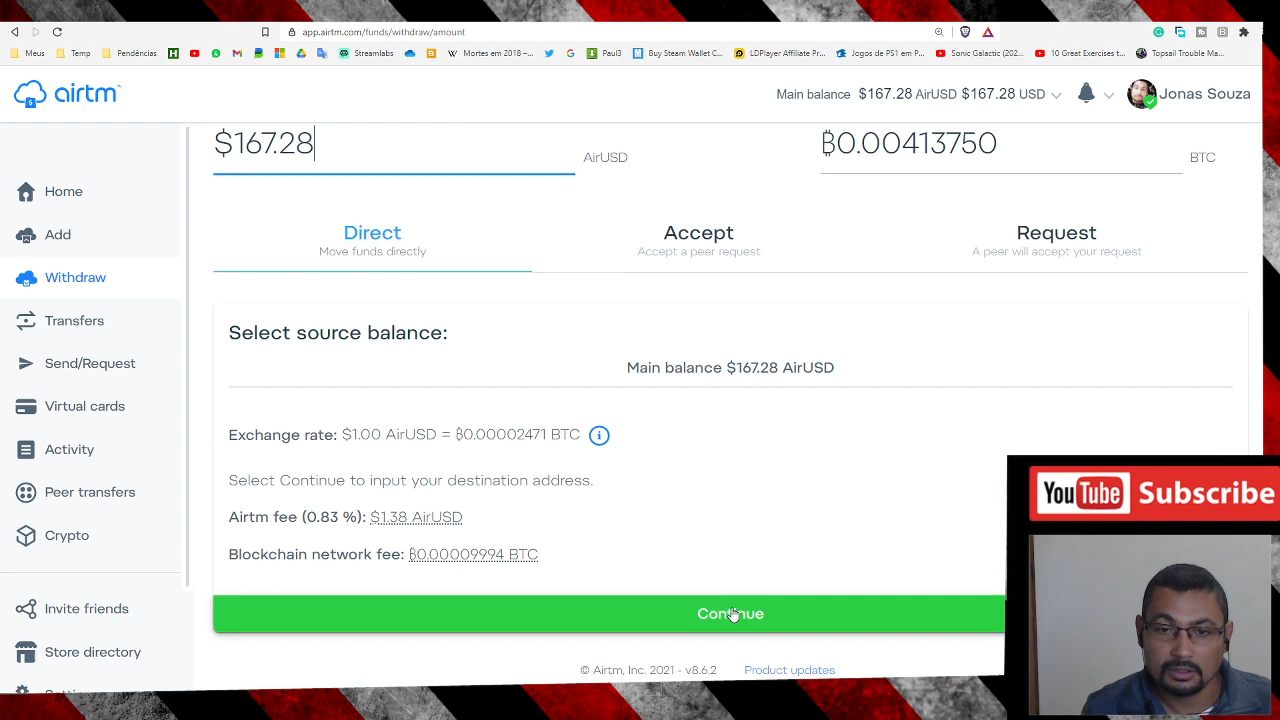 app.airtm.com/funds/withdraw/amount
Meus
Temp
Pendências
Streamlabs
Mortes em 2018 –...
Paul3
Buy Steam Wallet C...
LDPlayer Affiliate Pr...
Jogos de PS1 em P...
Sonic Galactic (202...
10 Great Exercises t...
Topsail Trouble Ma...
airtm
Main balance $167.28 AirUSD $167.28 USD
Jonas Souza
$167.28 AirUSD
₿0.00413750 BTC
Home
Add
Withdraw
Transfers
Send/Request
Virtual cards
Activity
Peer transfers
Crypto
Invite friends
Store directory
Direct
Move funds directly
Accept
Accept a peer request
Request
A peer will accept your request
Select source balance:
Main balance $167.28 AirUSD
Exchange rate: $1.00 AirUSD = ₿0.00002471 BTC
Select Continue to input your destination address.
Airtm fee (0.83 %): $1.38 AirUSD
Blockchain network fee: ₿0.00009994 BTC
Continue
© Airtm, Inc. 2021 - v8.6.2 Product updates
YouTube Subscribe